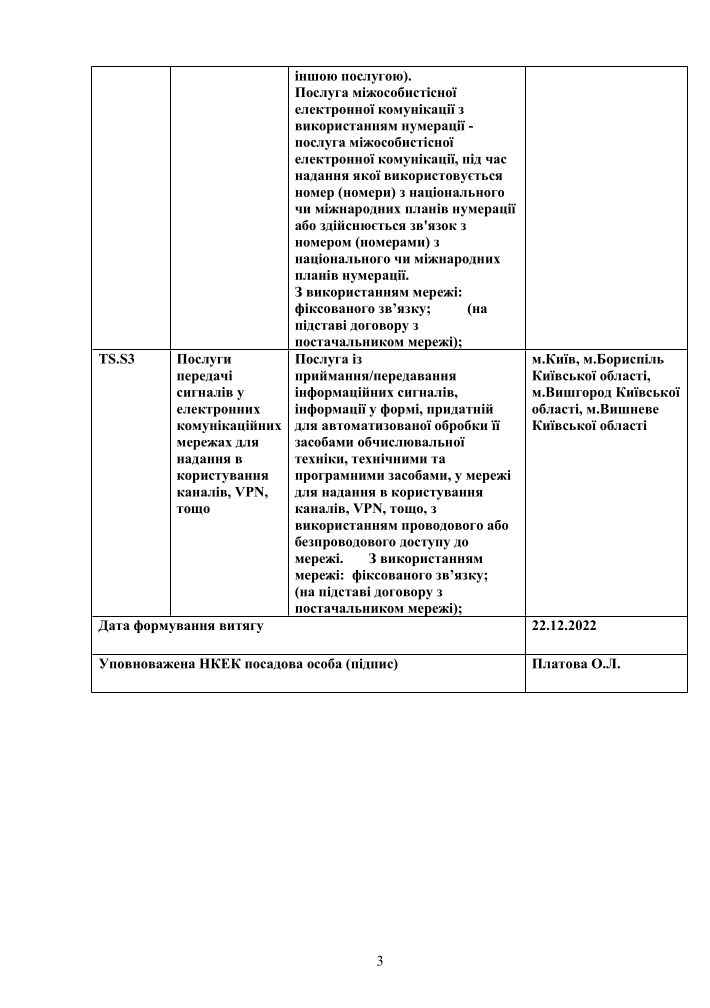 іншою послугою).
Послуга міжособистісної
електронної комунікації з
використанням нумерації -
послуга міжособистісної
електронної комунікації, під час
надання якої використовується
номер (номери) з національного
чи міжнародних планів нумерації
або здійснюється зв'язок з
номером (номерами) з
національного чи міжнародних
планів нумерації.
З використанням мережі:
фіксованого зв’язку; (на
підставі договору з
постачальником мережі);
TS.S3
Послуги
передачі
сигналів у
електронних
комунікаційних
мережах для
надання в
користування
каналів, VPN,
тощо
Послуга із
приймання/передавання
інформаційних сигналів,
інформації у формі, придатній
для автоматизованої обробки її
засобами обчислювальної
техніки, технічними та
програмними засобами, у мережі
для надання в користування
каналів, VPN, тощо, з
використанням проводового або
безпроводового доступу до
мережі. З використанням
мережі: фіксованого зв’язку;
(на підставі договору з
постачальником мережі);
м.Київ, м.Бориспіль
Київської області,
м.Вишгород Київської
області, м.Вишневе
Київської області
Дата формування витягу
22.12.2022
Уповноважена НКЕК посадова особа (підпис)
Платова О.Л.
3